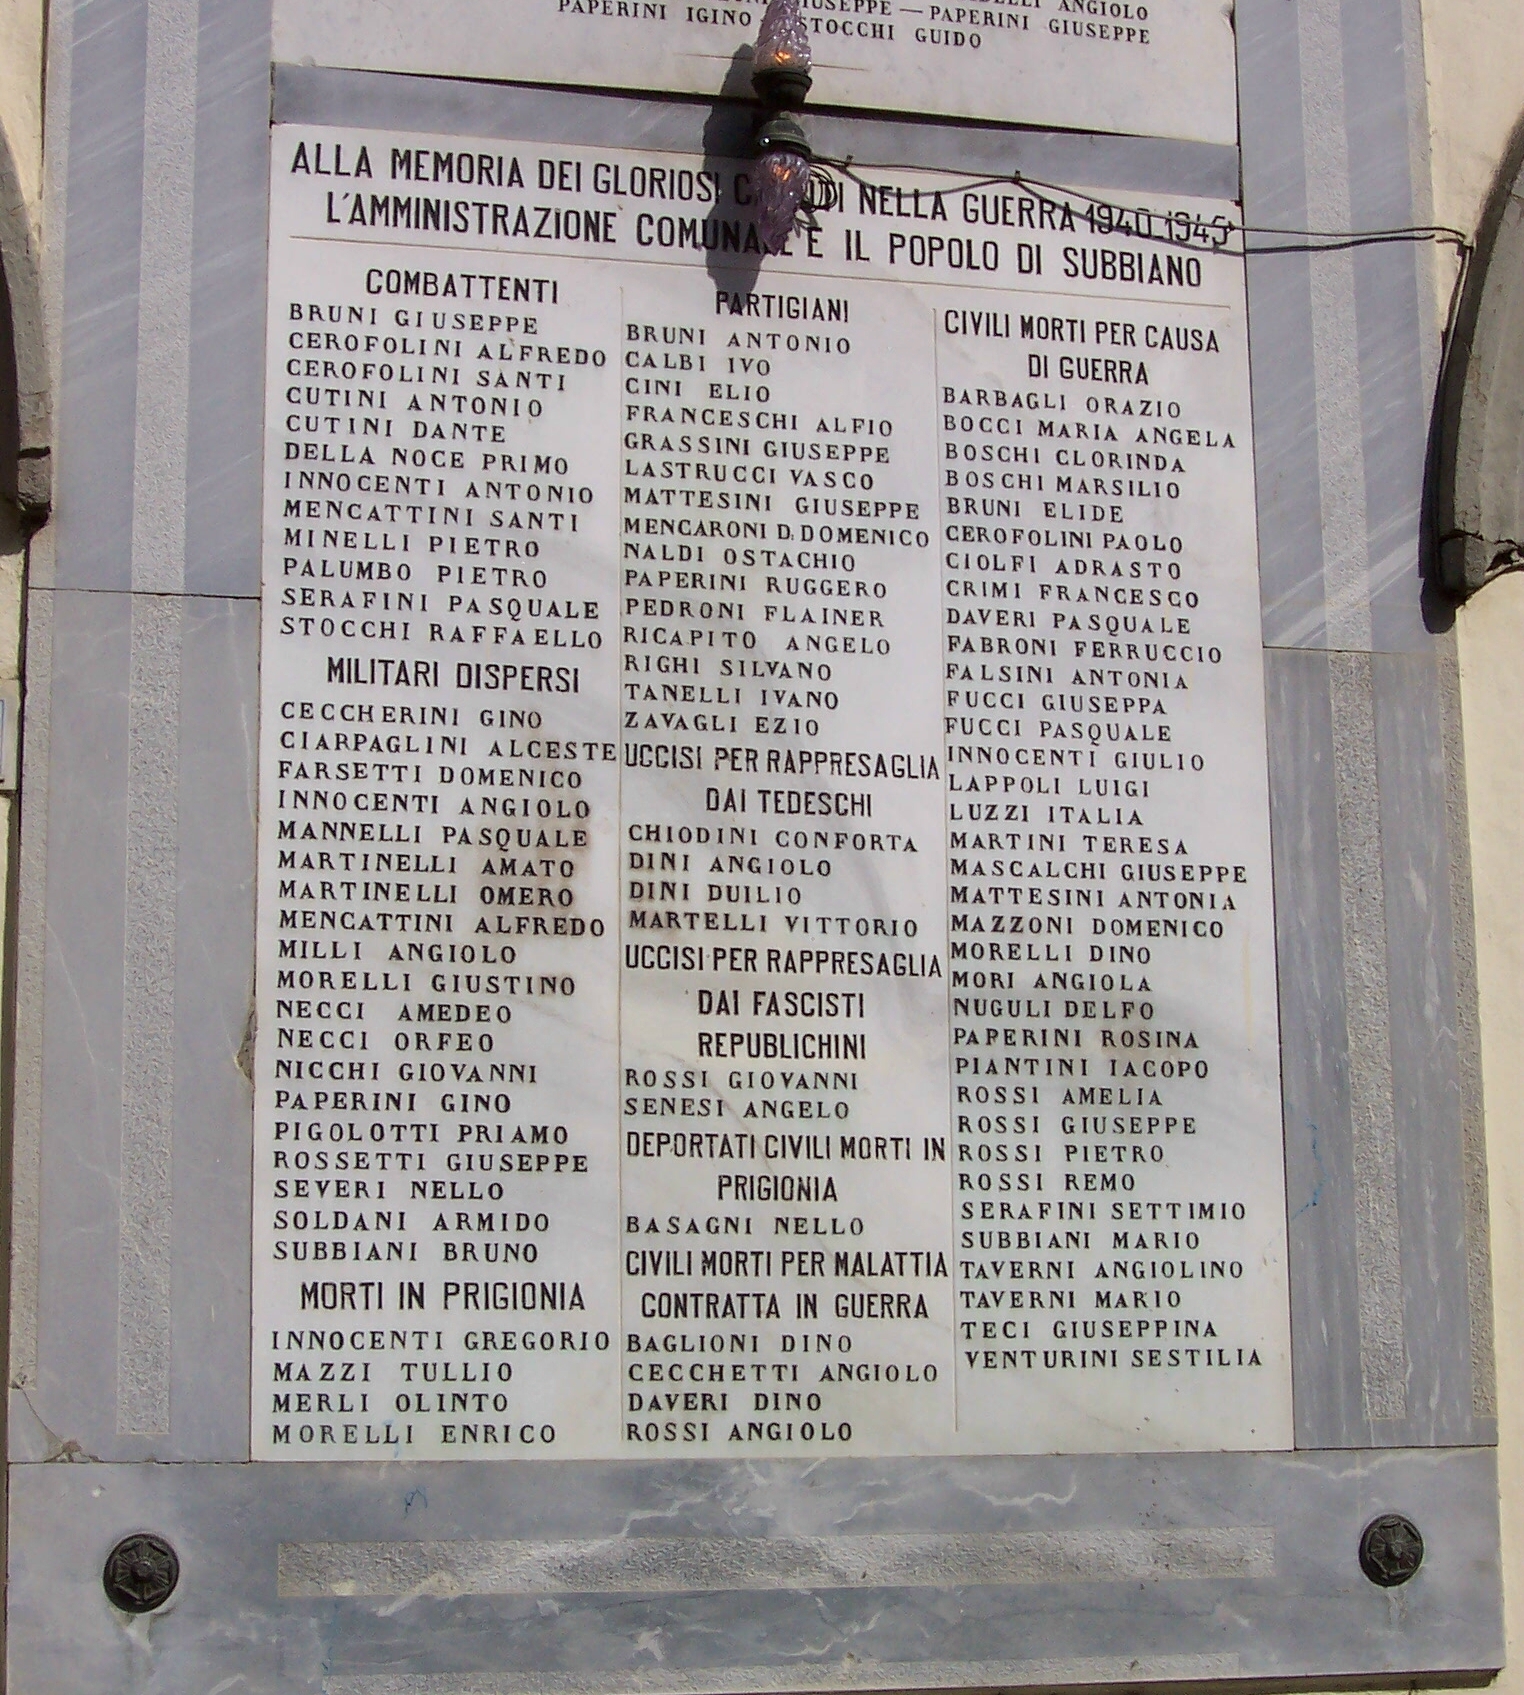 ANGIOLO
GIUSEPPE — PAPERINI GIUSEPPE
PAPERINI IGINO STOCCHI GUIDO
ALLA MEMORIA DEI GLORIOSI NELLA GUERRA 1940-1945
L'AMMINISTRAZIONE COMUNALE E IL POPOLO DI SUBBIANO
COMBATTENTI
BRUNI GIUSEPPE
CEROFOLINI ALFREDO
CEROFOLINI SANTI
CUTINI ANTONIO
CUTINI DANTE
DELLA NOCE PRIMO
INNOCENTI ANTONIO
MENCATTINI SANTI
MINELLI PIETRO
PALUMBO PIETRO
SERAFINI PASQUALE
STOCCHI RAFFAELLO
MILITARI DISPERSI
CECCHERINI GINO
CIARPAGLINI ALCESTE
FARSETTI DOMENICO
INNOCENTI ANGIOLO
MANNELLI PASQUALE
MARTINELLI AMATO
MARTINELLI OMERO
MENCATTINI ALFREDO
MILLI ANGIOLO
MORELLI GIUSTINO
NECCI AMEDEO
NECCI ORFEO
NICCHI GIOVANNI
PAPERINI GINO
PIGOLOTTI PRIAMO
ROSSETTI GIUSEPPE
SEVERI NELLO
SOLDANI ARMIDO
SUBBIANI BRUNO
MORTI IN PRIGIONIA
INNOCENTI GREGORIO
MAZZI TULLIO
MERLI OLINTO
MORELLI ENRICO
PARTIGIANI
BRUNI ANTONIO
CALBI IVO
CINI ELIO
FRANCESCHI ALFIO
GRASSINI GIUSEPPE
LASTRUCCI VASCO
MATTESINI GIUSEPPE
MENCARONI D. DOMENICO
NALDI OSTACHIO
PAPERINI RUGGERO
PEDRONI FLAINER
RICAPITO ANGELO
RIGHI SILVANO
TANELLI IVANO
ZAVAGLI EZIO
UCCISI PER RAPPRESAGLIA
DAI TEDESCHI
CHIODINI CONFORTA
DINI ANGIOLO
DINI DUILIO
MARTELLI VITTORIO
UCCISI PER RAPPRESAGLIA
DAI FASCISTI
REPUBLICHINI
ROSSI GIOVANNI
SENESI ANGELO
DEPORTATI CIVILI MORTI IN
PRIGIONIA
BASAGNI NELLO
CIVILI MORTI PER MALATTIA
CONTRATTA IN GUERRA
BAGLIONI DINO
CECCHETTI ANGIOLO
DAVERI DINO
ROSSI ANGIOLO
CIVILI MORTI PER CAUSA
DI GUERRA
BARBAGLI ORAZIO
BOCCI MARIA ANGELA
BOSCHI CLORINDA
BOSCHI MARSILIO
BRUNI ELIDE
CEROFOLINI PAOLO
CIOLFI ADRASTO
CRIMI FRANCESCO
DAVERI PASQUALE
FABRONI FERRUCCIO
FALSINI ANTONIA
FUCCI GIUSEPPA
FUCCI PASQUALE
INNOCENTI GIULIO
LAPPOLI LUIGI
LUZZI ITALIA
MARTINI TERESA
MASCALCHI GIUSEPPE
MATTESINI ANTONIA
MAZZONI DOMENICO
MORELLI DINO
MORI ANGIOLA
NUGULI DELFO
PAPERINI ROSINA
PIANTINI IACOPO
ROSSI AMELIA
ROSSI GIUSEPPE
ROSSI PIETRO
ROSSI REMO
SERAFINI SETTIMIO
SUBBIANI MARIO
TAVERNI ANGIOLINO
TAVERNI MARIO
TECI GIUSEPPINA
VENTURINI SESTILIA